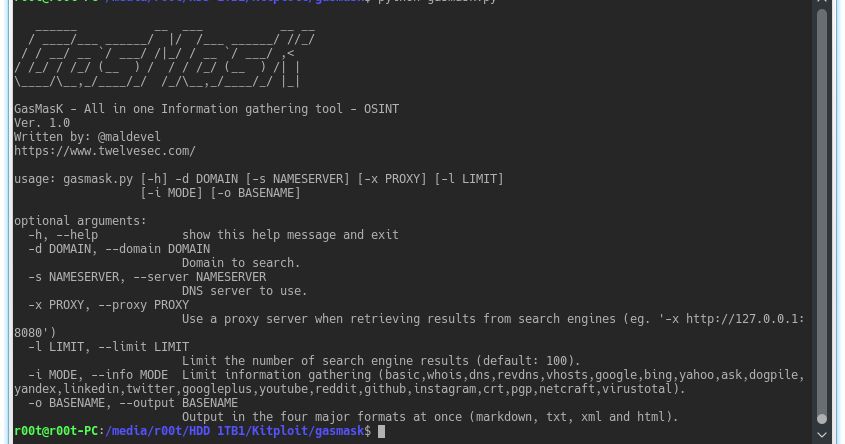 r00t@r00t-PC:/media/r00t/HDD 1TB1/Kitploit/gasmask$ python gasmask.py
GasMasK - All in one Information gathering tool - OSINT
Ver. 1.0
Written by: @maldevel
https://www.twelvesec.com/
usage: gasmask.py [-h] -d DOMAIN [-s NAMESERVER] [-x PROXY] [-l LIMIT]
[-i MODE] [-o BASENAME]
optional arguments:
-h, --help show this help message and exit
-d DOMAIN, --domain DOMAIN
Domain to search.
-s NAMESERVER, --server NAMESERVER
DNS server to use.
-x PROXY, --proxy PROXY
Use a proxy server when retrieving results from search engines (eg. '-x http://127.0.0.1:
8080')
-l LIMIT, --limit LIMIT
Limit the number of search engine results (default: 100).
-i MODE, --info MODE Limit information gathering (basic,whois,dns,revdns,vhosts,google,bing,yahoo,ask,dogpile,
yandex,linkedin,twitter,googleplus,youtube,reddit,github,instagram,crt,pgp,netcraft,virustotal).
-o BASENAME, --output BASENAME
Output in the four major formats at once (markdown, txt, xml and html).
r00t@r00t-PC:/media/r00t/HDD 1TB1/Kitploit/gasmask$